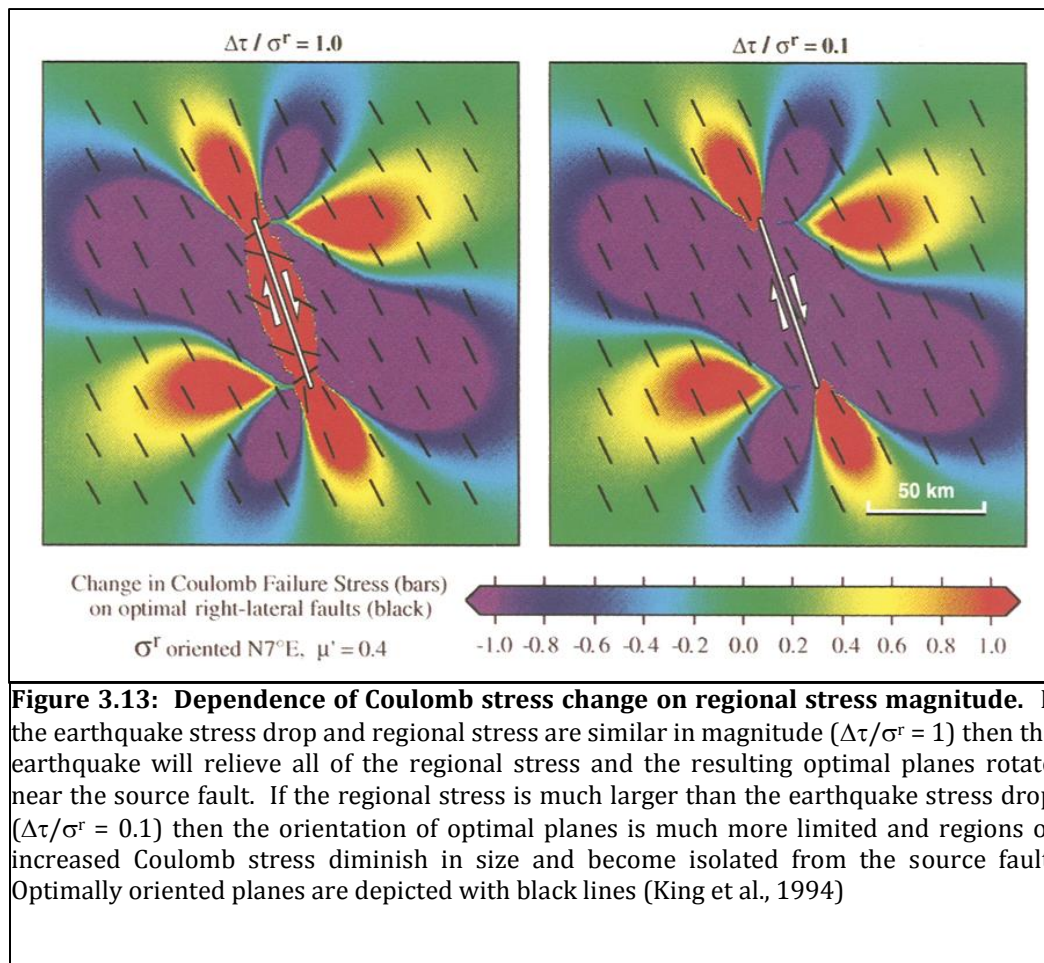 Δτ / σʳ = 1.0
Δτ / σʳ = 0.1
50 km
Change in Coulomb Failure Stress (bars)
on optimal right-lateral faults (black)
σʳ oriented N7°E, μ' = 0.4
-1.0 -0.8 -0.6 -0.4 -0.2 0.0 0.2 0.4 0.6 0.8 1.0
Figure 3.13: Dependence of Coulomb stress change on regional stress magnitude.
the earthquake stress drop and regional stress are similar in magnitude (Δτ/σʳ = 1) then th
earthquake will relieve all of the regional stress and the resulting optimal planes rotat
near the source fault. If the regional stress is much larger than the earthquake stress drop
(Δτ/σʳ = 0.1) then the orientation of optimal planes is much more limited and regions o
increased Coulomb stress diminish in size and become isolated from the source fault
Optimally oriented planes are depicted with black lines (King et al., 1994)